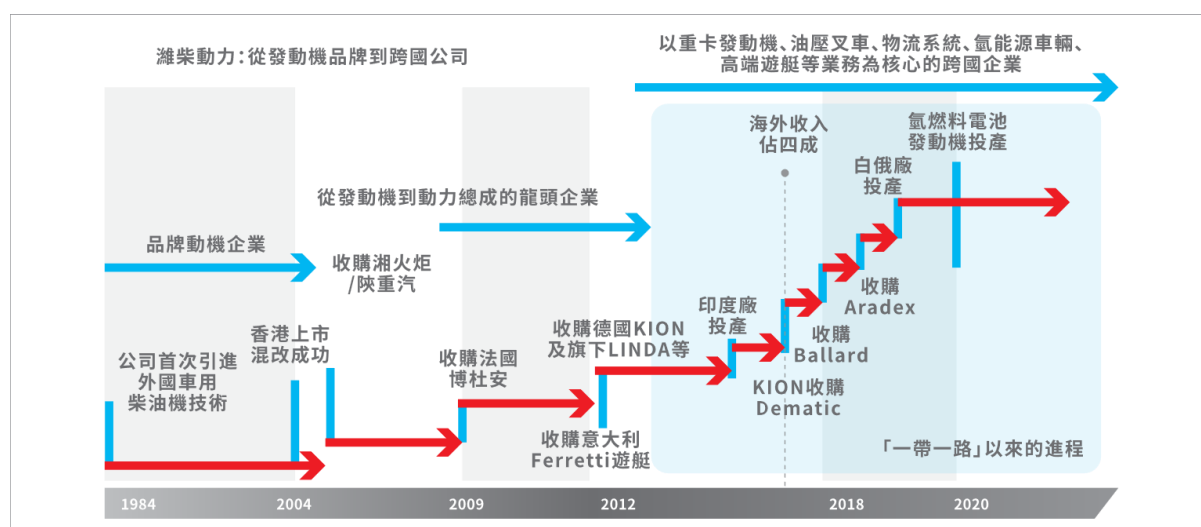 濰柴動力：從發動機品牌到跨國公司
以重卡發動機、油壓叉車、物流系統、氫能源車輛、
高端遊艇等業務為核心的跨國企業
海外收入
佔四成
氫燃料電池
發動機投產
白俄廠
投產
從發動機到動力總成的龍頭企業
品牌動機企業
收購湘火炬
/陝重汽
香港上市
混改成功
公司首次引進
外國車用
柴油機技術
收購法國
博杜安
收購德國KION
及旗下LINDA等
印度廠
投產
收購
Aradex
收購
Ballard
KION收購
Dematic
收購意大利
Ferretti遊艇
「一帶一路」以來的進程
1984
2004
2009
2012
2018
2020